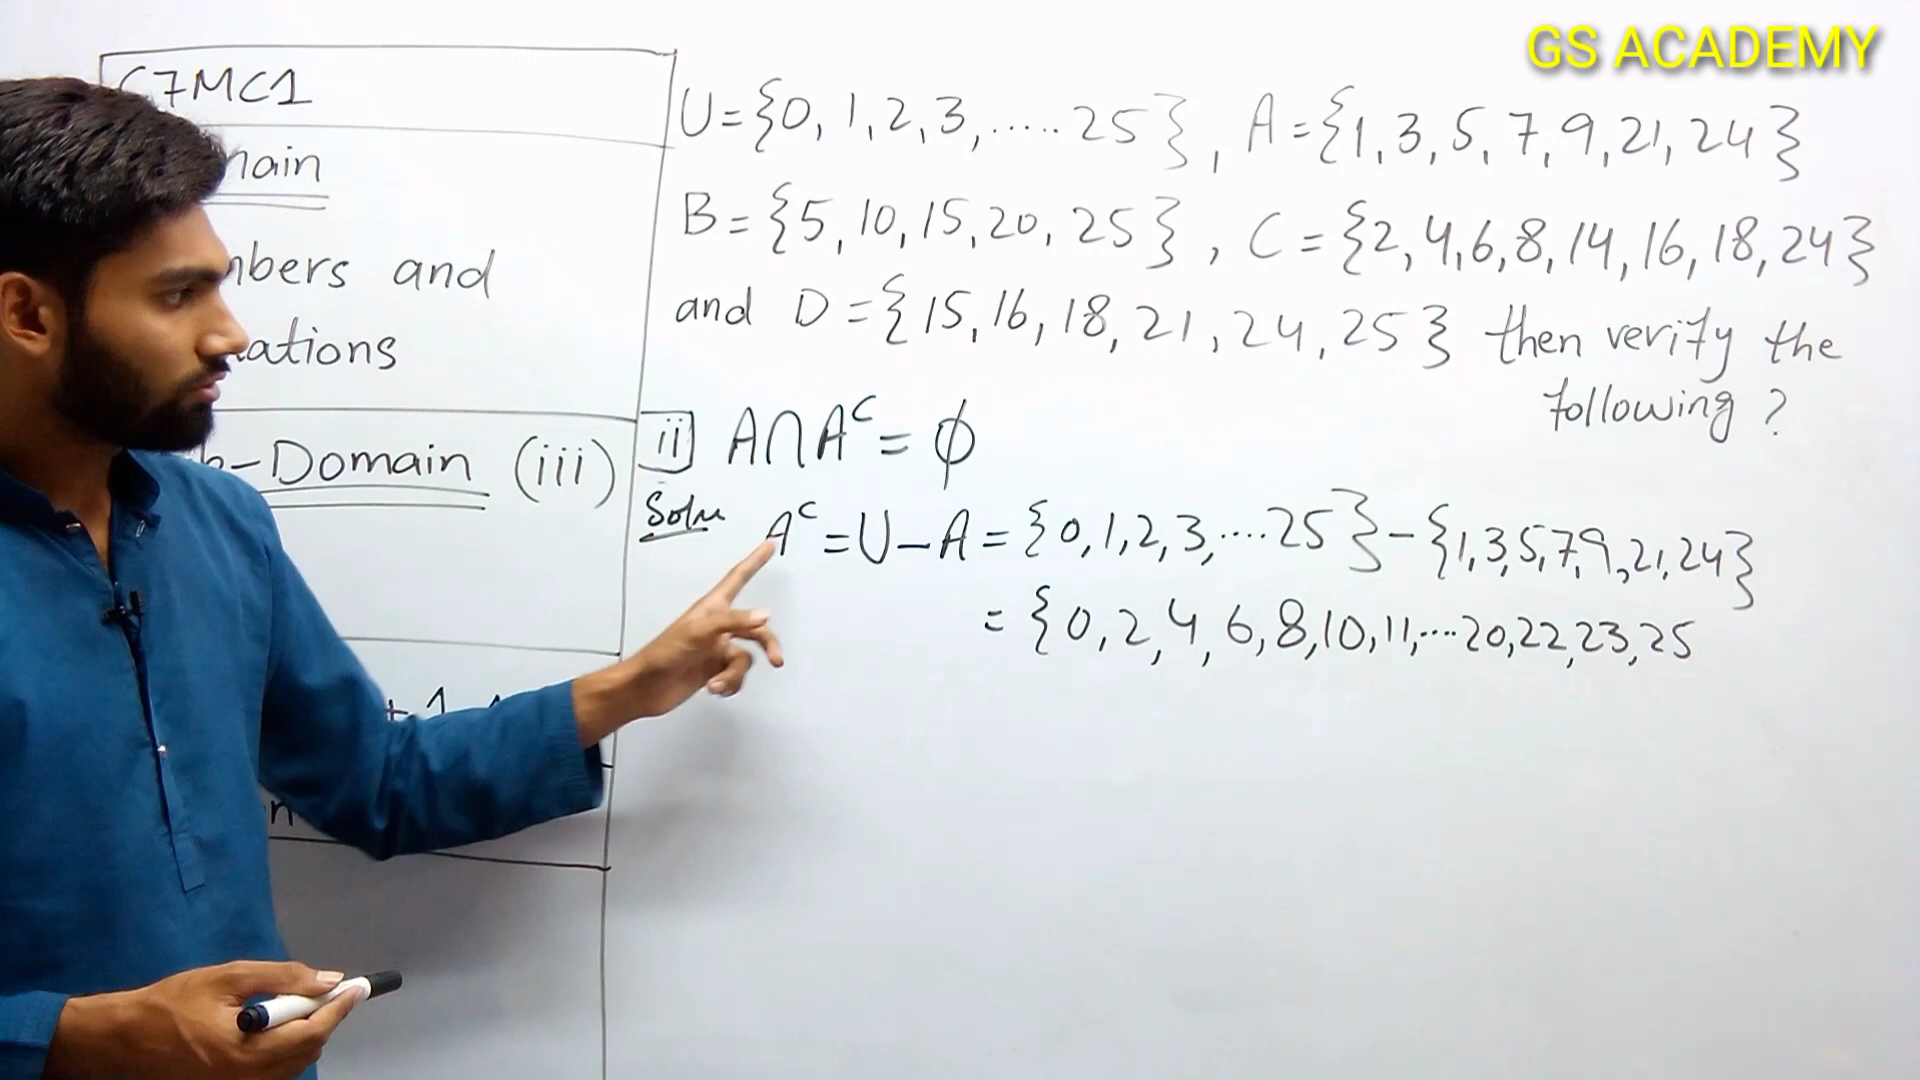 GS ACADEMY
C7MC1
and
U={0, 1, 2, 3, ..... 25}, A={1, 3, 5, 7, 9, 21, 24}
B={5, 10, 15, 20, 25}, C={2, 4, 6, 8, 14, 16, 18, 24}
and D={15, 16, 18, 21, 24, 25} then verify the
following?
-Domain (iii)
ii A∩Aᶜ = ϕ
Soln Aᶜ = U-A = {0, 1, 2, 3, .... 25} - {1, 3, 5, 7, 9, 21, 24}
= {0, 2, 4, 6, 8, 10, 11, .... 20, 22, 23, 25